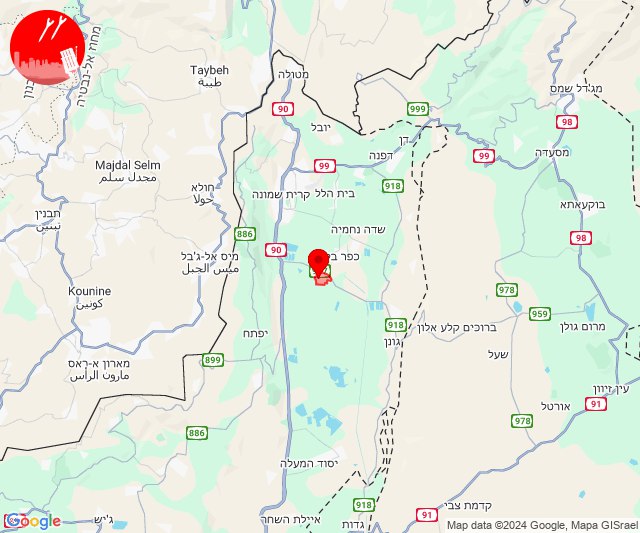 מחוז אל-נבטיה
Taybeh
طيبة
מטולה
90
יובל
999
מג'דל שמס
98
דן
99
דפנה
99
מסעדה
Majdal Selm
مجدل سلم
חולא
حولا
קרית שמונה
בית הלל
918
בוקעאתא
תבנין
تبنين
886
שדה נחמיה
98
90
כפר ב
מיס אל-ג'בל
ميس الجبل
Kounine
كونين
978
959
918
ברוכים קלע אלון
מרום גולן
יפתח
גונן
שעל
899
מארון א-ראס
مارون الراس
עין זיוון
91
אורטל
978
886
יסוד המעלה
918
קדמת צבי
ג'יש
איילת השחר
גדות
91
Google
Map data ©2024 Google, Mapa GISrael